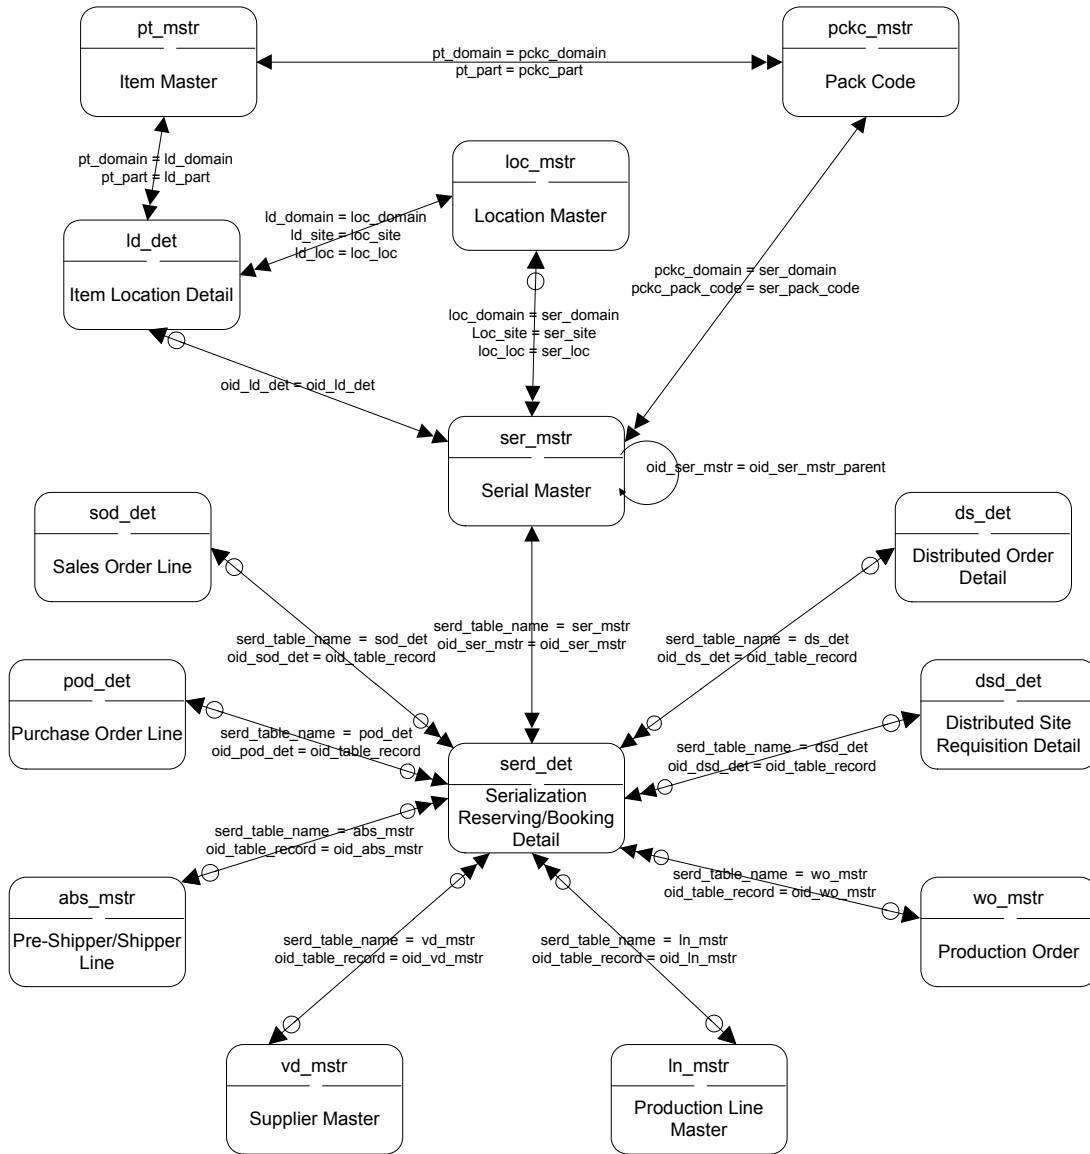 pt_mstr
Item Master
pckc_mstr
Pack Code
pt_domain = pckc_domain
pt_part = pckc_part
pt_domain = ld_domain
pt_part = ld_part
loc_mstr
Location Master
ld_det
Item Location Detail
ld_domain = loc_domain
ld_site = loc_site
ld_loc = loc_loc
pckc_domain = ser_domain
pckc_pack_code = ser_pack_code
loc_domain = ser_domain
Loc_site = ser_site
loc_loc = ser_loc
oid_ld_det = oid_ld_det
ser_mstr
Serial Master
oid_ser_mstr = oid_ser_mstr_parent
sod_det
Sales Order Line
ds_det
Distributed Order
Detail
serd_table_name = sod_det
oid_sod_det = oid_table_record
serd_table_name = ser_mstr
oid_ser_mstr = oid_ser_mstr
serd_table_name = ds_det
oid_ds_det = oid_table_record
pod_det
Purchase Order Line
dsd_det
Distributed Site
Requisition Detail
serd_table_name = pod_det
oid_pod_det = oid_table_record
serd_table_name = dsd_det
oid_dsd_det = oid_table_record
serd_det
Serialization
Reserving/Booking
Detail
serd_table_name = abs_mstr
oid_table_record = oid_abs_mstr
serd_table_name = wo_mstr
oid_table_record = oid_wo_mstr
abs_mstr
Pre-Shipper/Shipper
Line
wo_mstr
Production Order
serd_table_name = vd_mstr
oid_table_record = oid_vd_mstr
serd_table_name = ln_mstr
oid_table_record = oid_ln_mstr
vd_mstr
Supplier Master
ln_mstr
Production Line
Master